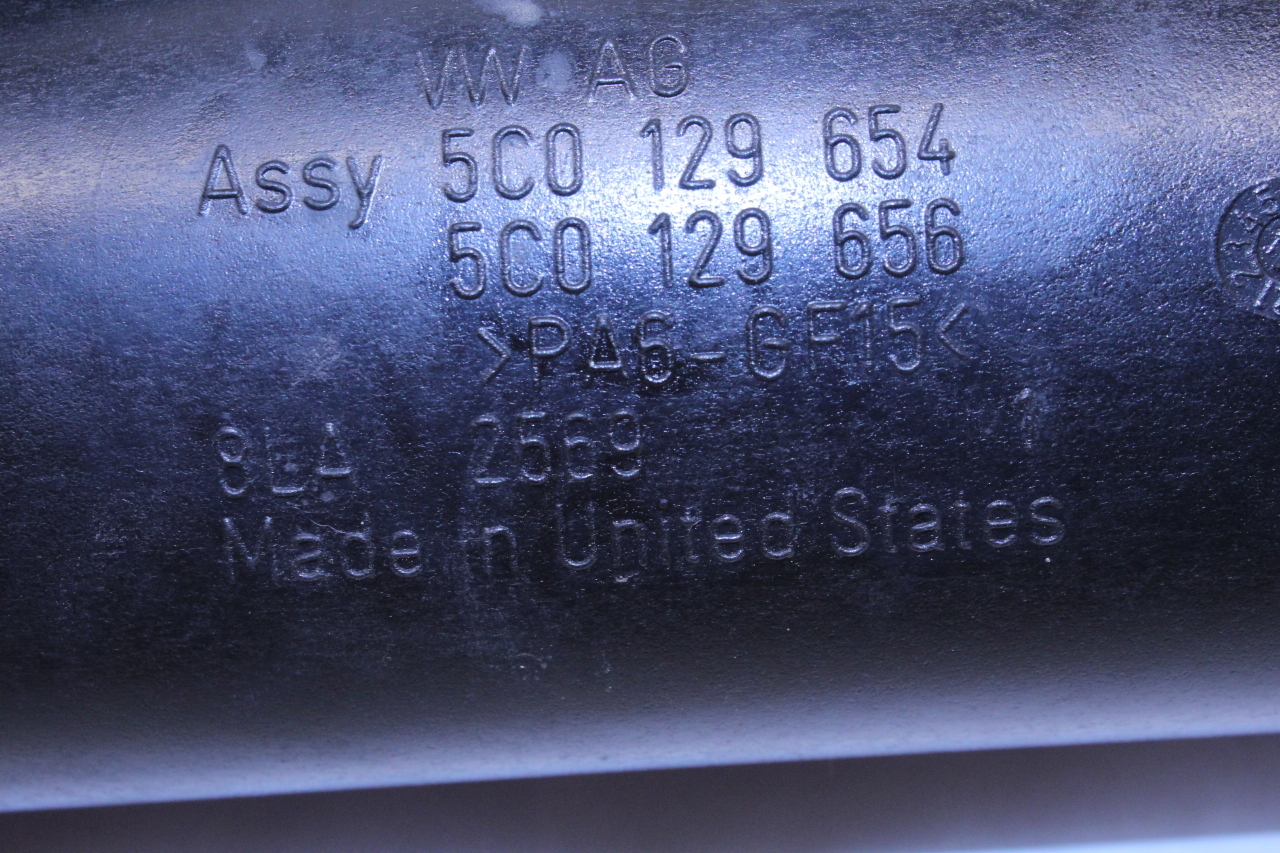 VW AG
Assy 5C0 129 654
5C0 129 656
>PA6-GF15<
8LA 2569
Made in United States